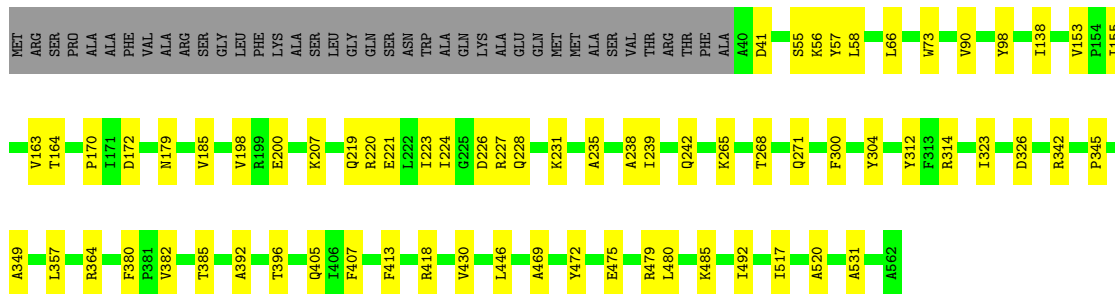 MET ARG SER PRO ALA ALA PHE VAL ALA ARG SER GLY LEU PHE LYS ALA SER LEU GLY GLN SER ASN TRP ALA GLN LYS ALA GLU GLN MET MET ALA SER VAL THR ARG THR PHE ALA A40 D41 S55 K56 Y57 L58 L66 W73 V90 Y98 I138 V153 P154 I155
V163 T164 P170 I171 D172 N179 V185 V198 R199 E200 K207 Q219 R220 E221 L222 I223 I224 G225 D226 R227 Q228 K231 A235 A238 I239 Q242 K265 T268 Q271 F300 Y304 Y312 F313 R314 I323 D326 R342 P345
A349 L357 R364 F380 P381 V382 T385 A392 T396 Q405 I406 F407 F413 R418 V430 L446 A469 Y472 E475 R479 L480 K485 I492 I517 A520 A531 A562